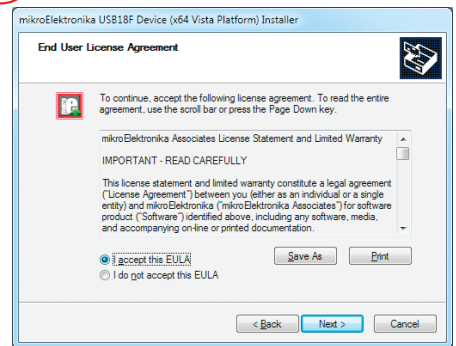 mikroElektronika USB18F Device (x64 Vista Platform) Installer
End User License Agreement
To continue, accept the following license agreement. To read the entire
agreement, use the scroll bar or press the Page Down key.
mikroElektronika Associates License Statement and Limited Warranty
IMPORTANT - READ CAREFULLY
This license statement and limited warranty constitute a legal agreement
("License Agreement") between you (either as an individual or a single
entity) and mikroElektronika ("mikroElektronika Associates") for software
product ("Software") identified above, including any software, media,
and accompanying on-line or printed documentation.
I accept this EULA
Save As
Print
I do not accept this EULA
< Back
Next >
Cancel